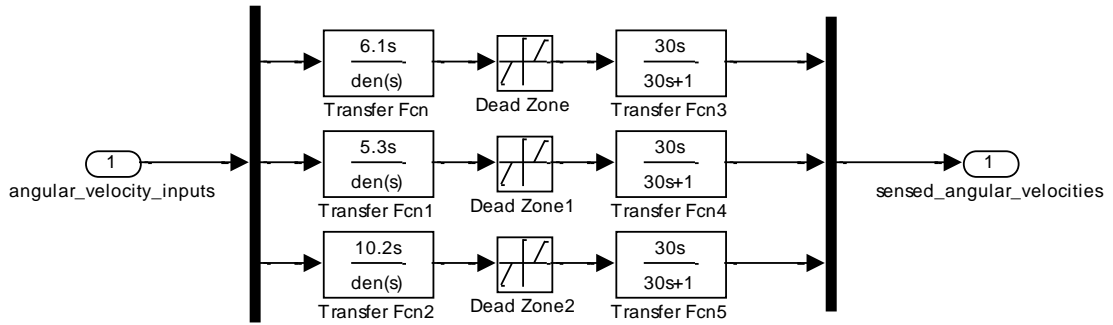 6.1s
den(s)
Transfer Fcn
Dead Zone
30s
30s+1
Transfer Fcn3
1
angular_velocity_inputs
5.3s
den(s)
Transfer Fcn1
Dead Zone1
30s
30s+1
Transfer Fcn4
1
sensed_angular_velocities
10.2s
den(s)
Transfer Fcn2
Dead Zone2
30s
30s+1
Transfer Fcn5